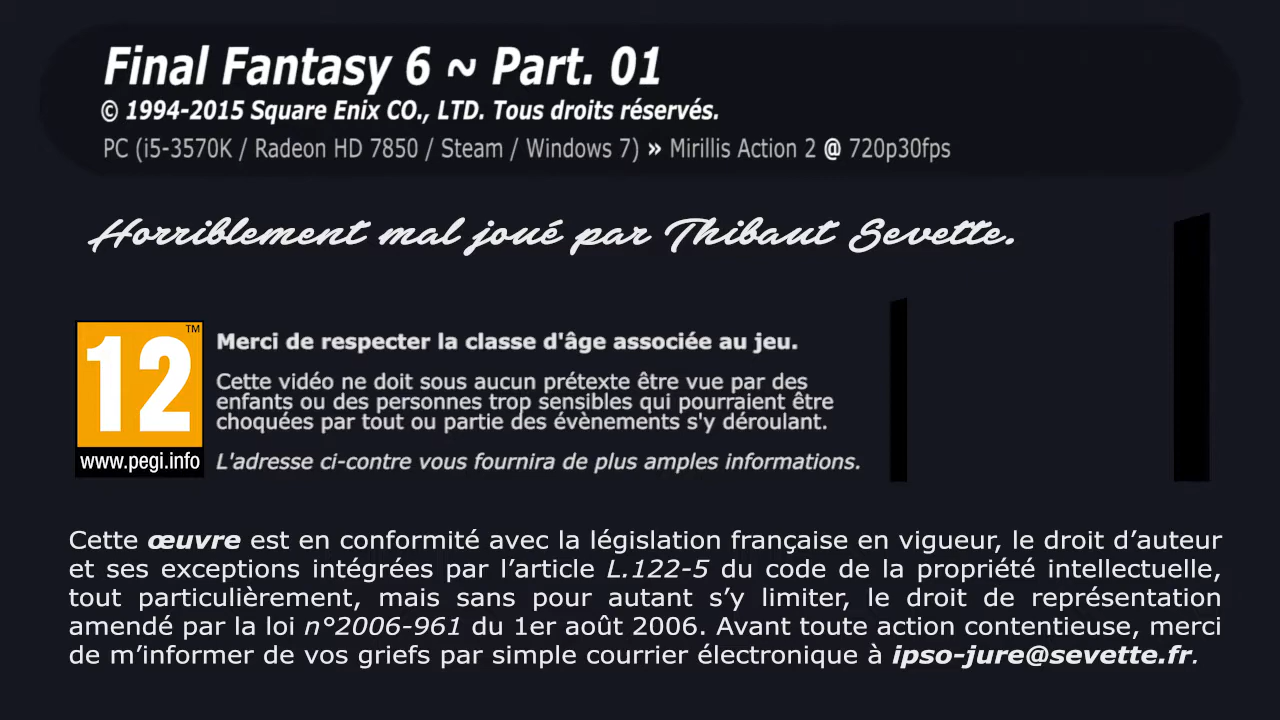 Final Fantasy 6 ~ Part. 01
© 1994-2015 Square Enix CO., LTD. Tous droits réservés.
PC (i5-3570K / Radeon HD 7850 / Steam / Windows 7) » Mirillis Action 2 @ 720p30fps
Horriblement mal joué par Thibaut Sevette.
12
TM
www.pegi.info
Merci de respecter la classe d'âge associée au jeu.
Cette vidéo ne doit sous aucun prétexte être vue par des
enfants ou des personnes trop sensibles qui pourraient être
choquées par tout ou partie des évènements s'y déroulant.
L'adresse ci-contre vous fournira de plus amples informations.
Cette œuvre est en conformité avec la législation française en vigueur, le droit d’auteur
et ses exceptions intégrées par l’article L.122-5 du code de la propriété intellectuelle,
tout particulièrement, mais sans pour autant s’y limiter, le droit de représentation
amendé par la loi n°2006-961 du 1er août 2006. Avant toute action contentieuse, merci
de m’informer de vos griefs par simple courrier électronique à ipso-jure@sevette.fr.